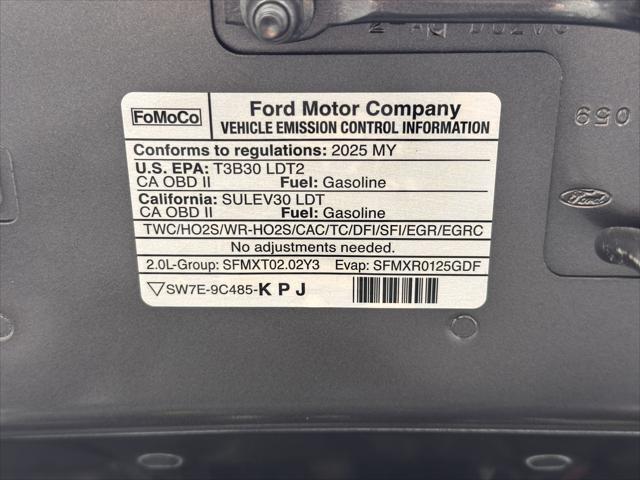 FoMoCo
Ford Motor Company
VEHICLE EMISSION CONTROL INFORMATION
Conforms to regulations: 2025 MY
U.S. EPA: T3B30 LDT2
CA OBD II Fuel: Gasoline
California: SULEV30 LDT
CA OBD II Fuel: Gasoline
TWC/HO2S/WR-HO2S/CAC/TC/DFI/SFI/EGR/EGRC
No adjustments needed.
2.0L-Group: SFMXT02.02Y3 Evap: SFMXR0125GDF
SW7E-9C485-K P J
059
Ford